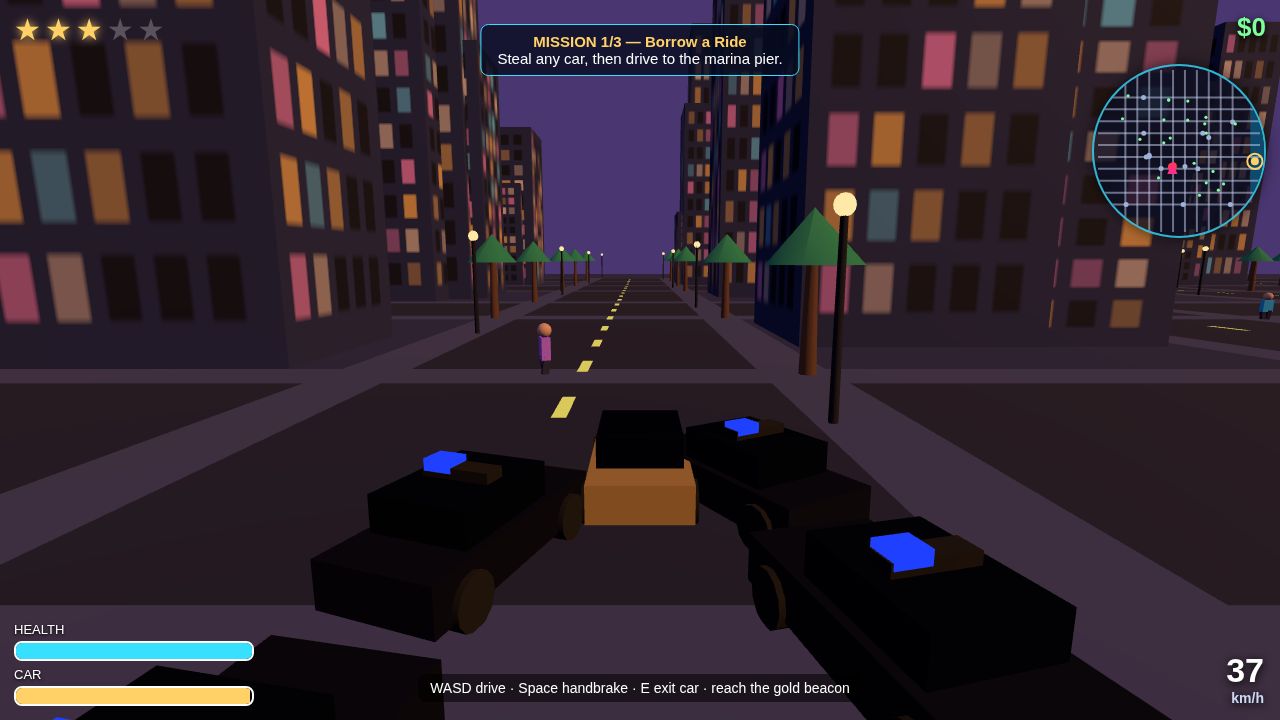 MISSION 1/3 — Borrow a Ride
Steal any car, then drive to the marina pier.
$0
HEALTH
CAR
WASD drive · Space handbrake · E exit car · reach the gold beacon
37
km/h